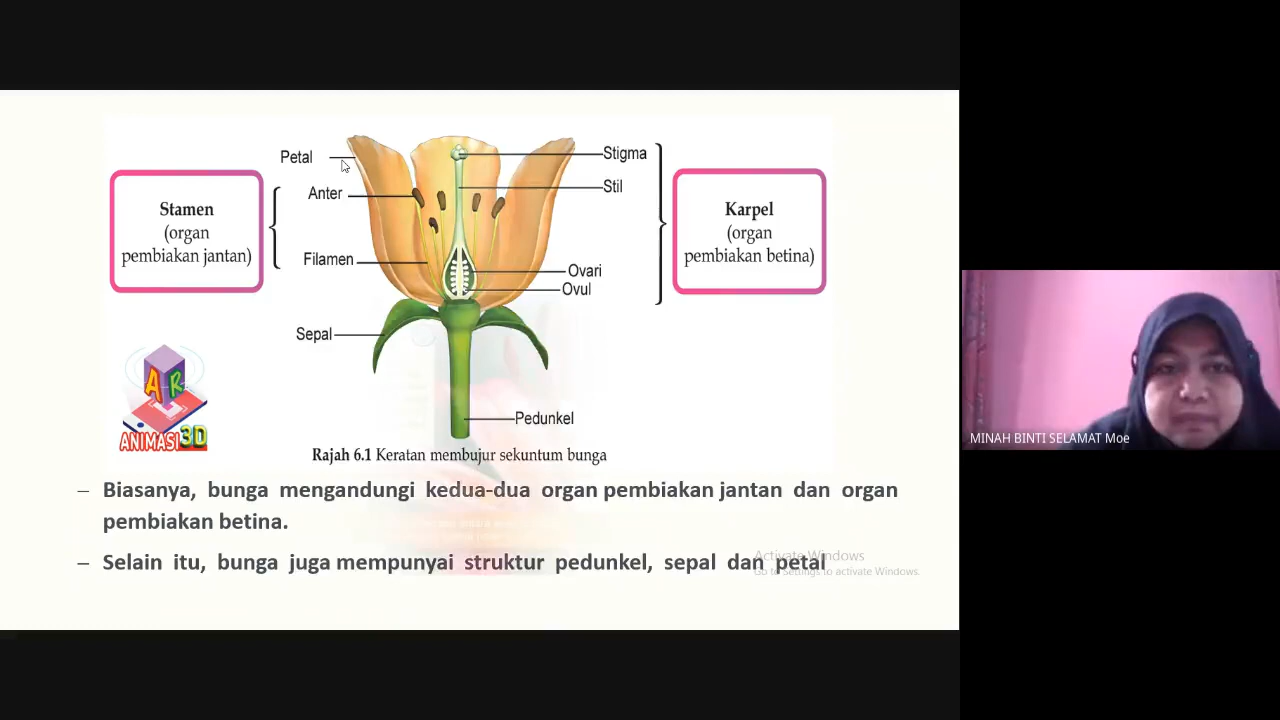 Petal
Stigma
Anter
Stil
Stamen
(organ
pembiakan jantan)
Karpel
(organ
pembiakan betina)
Filamen
Ovari
Ovul
Sepal
AR
ANIMASI 3D
Pedunkel
Rajah 6.1 Keratan membujur sekuntum bunga
– Biasanya, bunga mengandungi kedua-dua organ pembiakan jantan dan organ
pembiakan betina.
– Selain itu, bunga juga mempunyai struktur pedunkel, sepal dan petal
Activate Windows
Go to Settings to activate Windows.
MINAH BINTI SELAMAT Moe